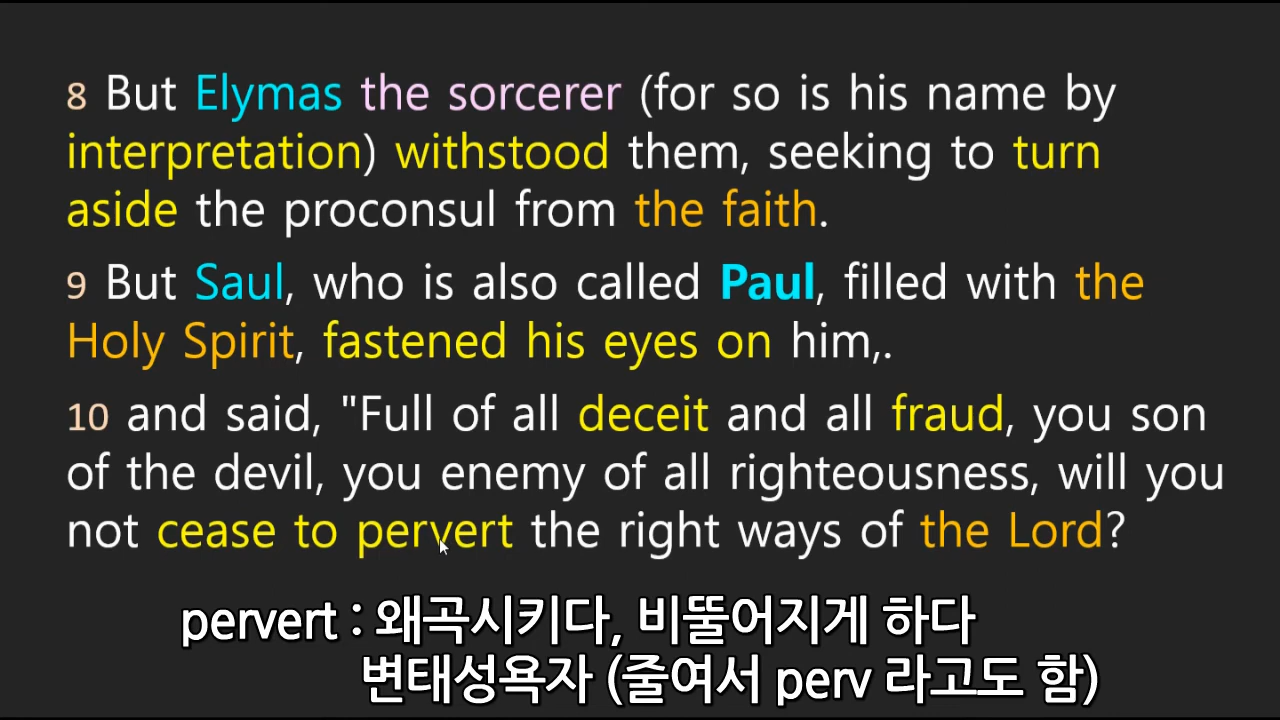 8 But Elymas the sorcerer (for so is his name by
interpretation) withstood them, seeking to turn
aside the proconsul from the faith.
9 But Saul, who is also called Paul, filled with the
Holy Spirit, fastened his eyes on him,.
10 and said, "Full of all deceit and all fraud, you son
of the devil, you enemy of all righteousness, will you
not cease to pervert the right ways of the Lord?
pervert : 왜곡시키다, 비뚤어지게 하다
변태성욕자 (줄여서 perv 라고도 함)